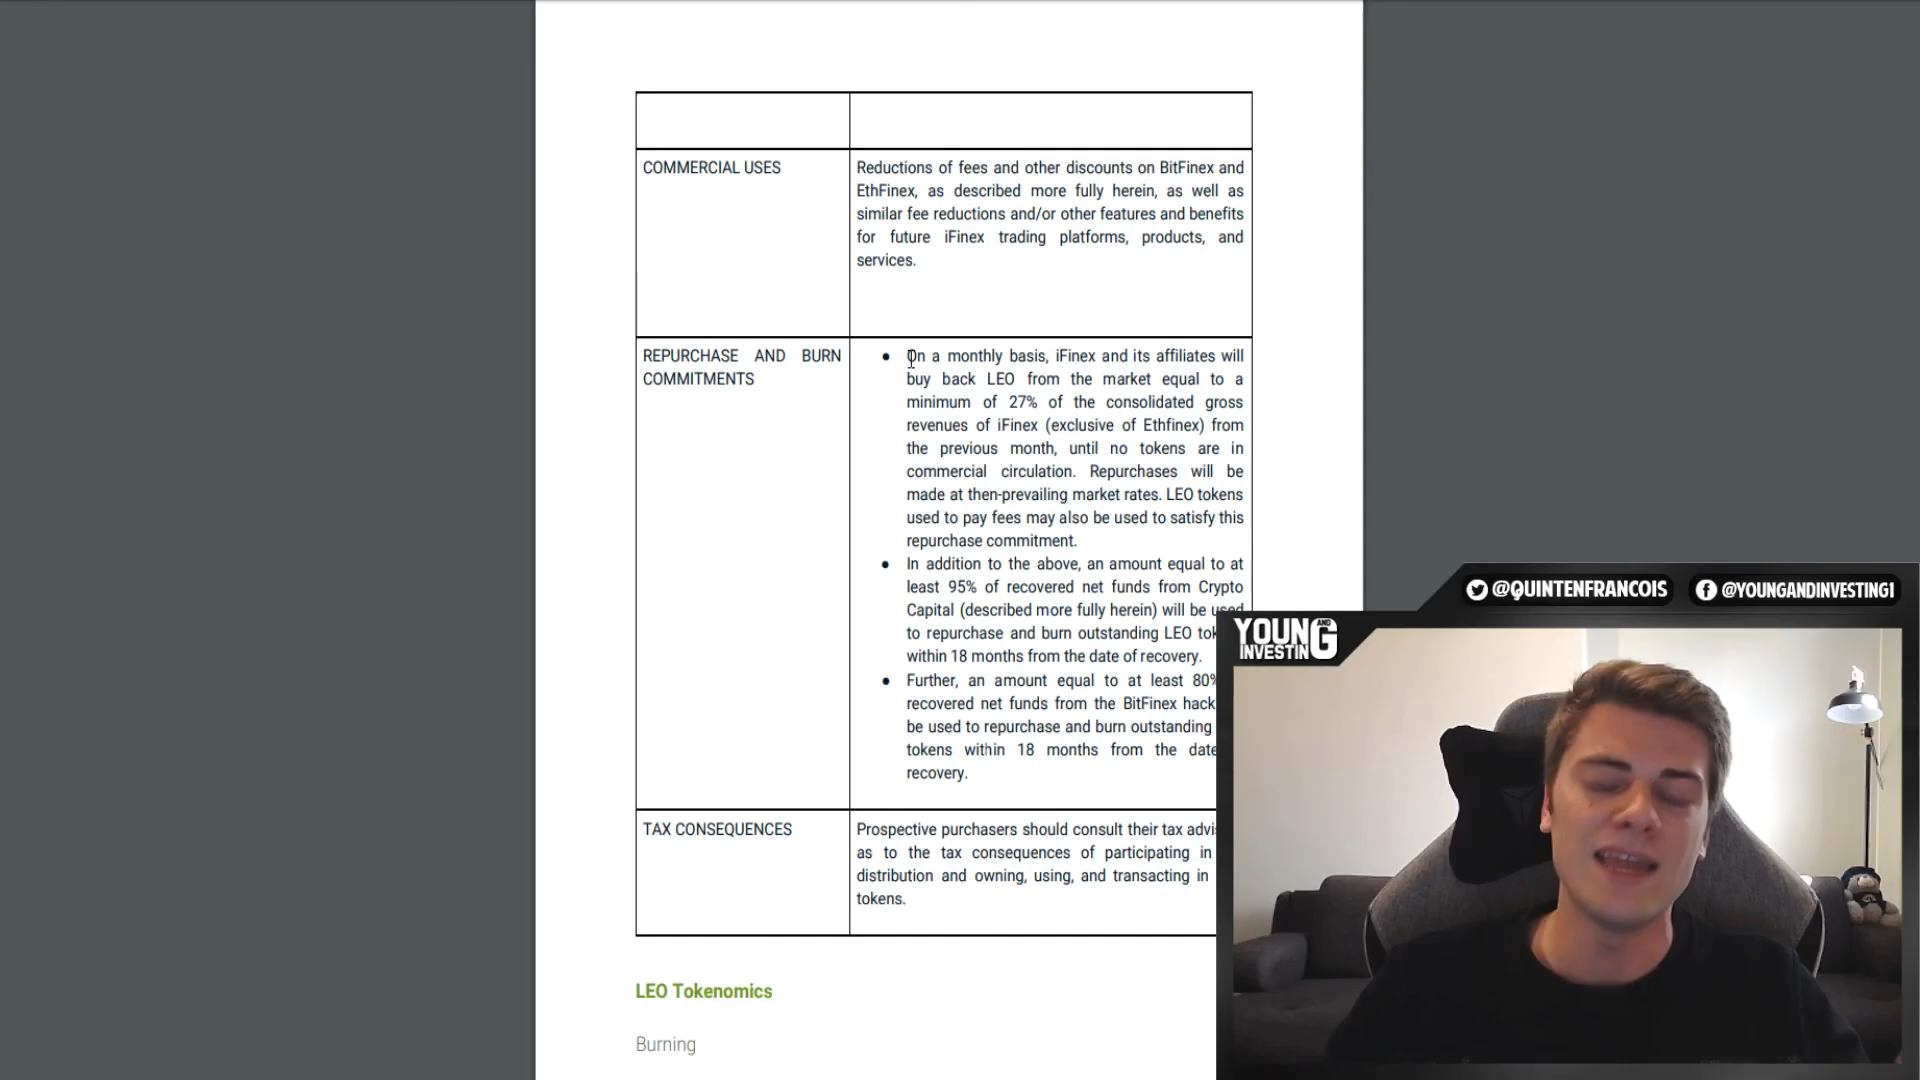 COMMERCIAL USES
Reductions of fees and other discounts on BitFinex and
EthFinex, as described more fully herein, as well as
similar fee reductions and/or other features and benefits
for future iFinex trading platforms, products, and
services.
REPURCHASE AND BURN
COMMITMENTS
• On a monthly basis, iFinex and its affiliates will
buy back LEO from the market equal to a
minimum of 27% of the consolidated gross
revenues of iFinex (exclusive of Ethfinex) from
the previous month, until no tokens are in
commercial circulation. Repurchases will be
made at then-prevailing market rates. LEO tokens
used to pay fees may also be used to satisfy this
repurchase commitment.
• In addition to the above, an amount equal to at
least 95% of recovered net funds from Crypto
Capital (described more fully herein) will be used
to repurchase and burn outstanding LEO tok
within 18 months from the date of recovery.
• Further, an amount equal to at least 80%
recovered net funds from the BitFinex hack
be used to repurchase and burn outstanding
tokens within 18 months from the date
recovery.
TAX CONSEQUENCES
Prospective purchasers should consult their tax advi
as to the tax consequences of participating in
distribution and owning, using, and transacting in
tokens.
LEO Tokenomics
Burning
@QUINTENFRANCOIS
@YOUNGANDINVESTING1
YOUNG AND
INVESTING